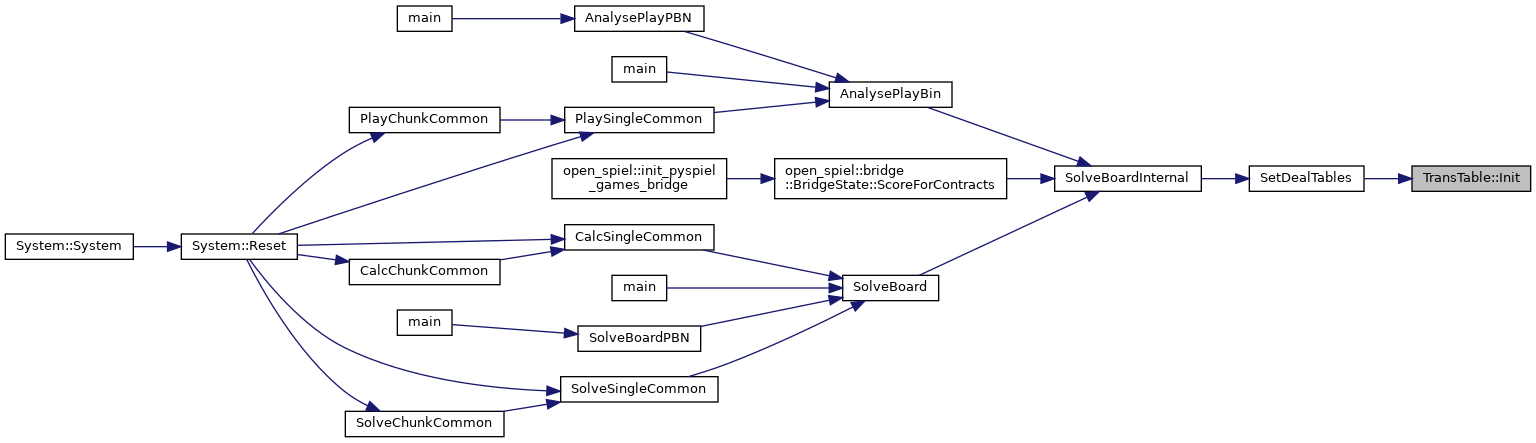 main
AnalysePlayPBN
main
AnalysePlayBin
PlayChunkCommon
PlaySingleCommon
open_spiel::init_pyspiel
_games_bridge
open_spiel::bridge
::BridgeState::ScoreForContracts
SolveBoardInternal
SetDealTables
TransTable::Init
System::System
System::Reset
CalcSingleCommon
CalcChunkCommon
main
SolveBoard
main
SolveBoardPBN
SolveSingleCommon
SolveChunkCommon